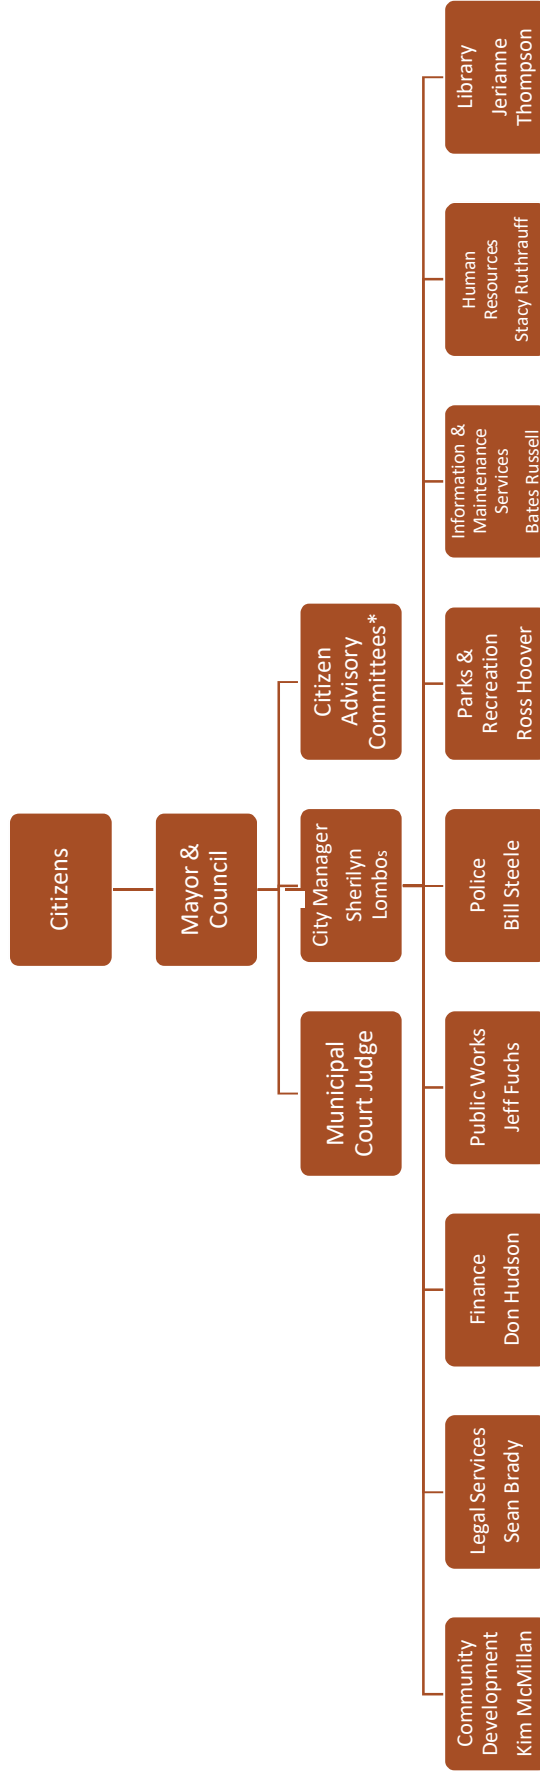 Citizens
Mayor &
Council
Municipal
Court Judge
City Manager
Sherilyn
Lombos
Citizen
Advisory
Committees*
Community
Development
Kim McMillan
Legal Services
Sean Brady
Finance
Don Hudson
Public Works
Jeff Fuchs
Police
Bill Steele
Parks &
Recreation
Ross Hoover
Information &
Maintenance
Services
Bates Russell
Human
Resources
Stacy Ruthrauff
Library
Jerianne
Thompson